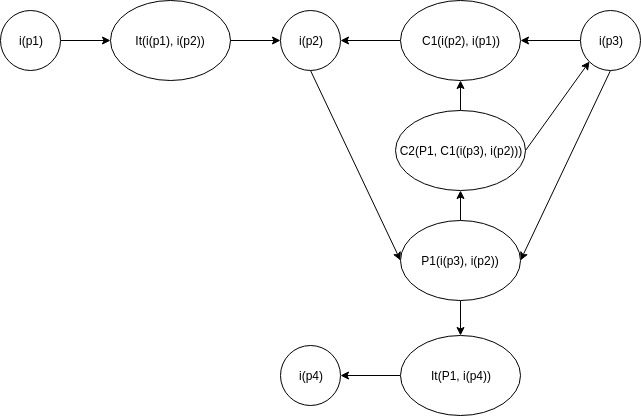 i(p1)
It(i(p1), i(p2))
i(p2)
C1(i(p2), i(p1))
i(p3)
C2(P1, C1(i(p3), i(p2)))
P1(i(p3), i(p2))
i(p4)
It(P1, i(p4))